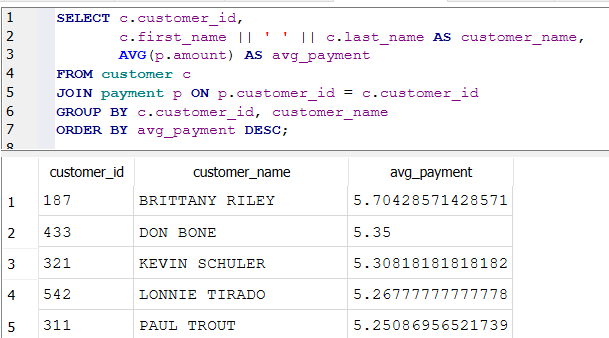 1 SELECT c.customer_id,
2 c.first_name || ' ' || c.last_name AS customer_name,
3 AVG(p.amount) AS avg_payment
4 FROM customer c
5 JOIN payment p ON p.customer_id = c.customer_id
6 GROUP BY c.customer_id, customer_name
7 ORDER BY avg_payment DESC;
8
customer_id customer_name avg_payment
1 187 BRITTANY RILEY 5.70428571428571
2 433 DON BONE 5.35
3 321 KEVIN SCHULER 5.30818181818182
4 542 LONNIE TIRADO 5.26777777777778
5 311 PAUL TROUT 5.25086956521739